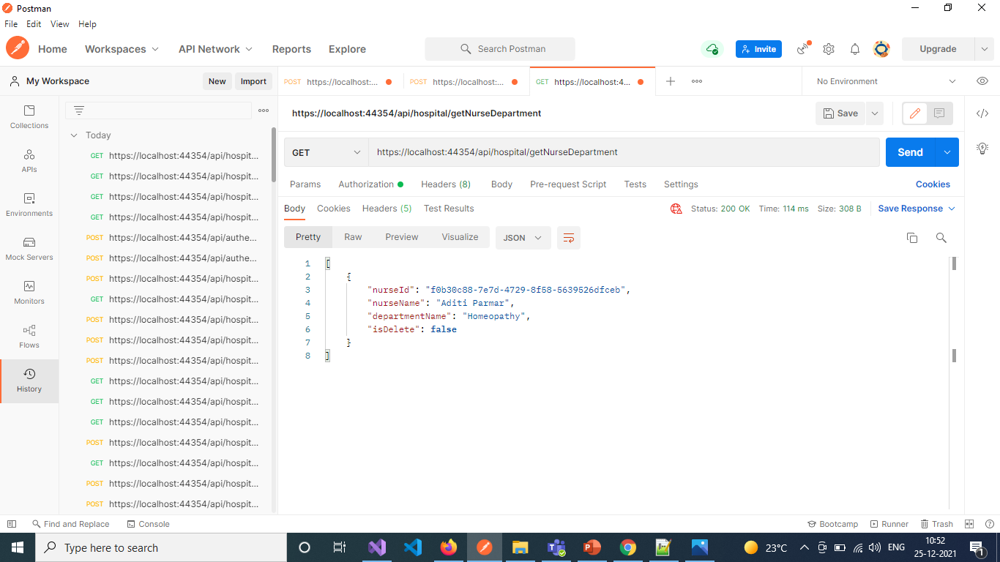 Postman
File Edit View Help
Home Workspaces API Network Reports Explore Search Postman Invite Upgrade
My Workspace New Import
POST https://localhost:... POST https://localhost:... GET https://localhost:4... No Environment
Collections
APIs
Environments
Mock Servers
Monitors
Flows
History
Today
GET https://localhost:44354/api/hospit...
GET https://localhost:44354/api/hospit...
GET https://localhost:44354/api/hospit...
GET https://localhost:44354/api/hospit...
POST https://localhost:44354/api/authe...
POST https://localhost:44354/api/authe...
POST https://localhost:44354/api/hospit...
GET https://localhost:44354/api/hospit...
POST https://localhost:44354/api/hospit...
POST https://localhost:44354/api/hospit...
POST https://localhost:44354/api/hospit...
GET https://localhost:44354/api/hospit...
GET https://localhost:44354/api/hospit...
GET https://localhost:44354/api/hospit...
POST https://localhost:44354/api/hospit...
GET https://localhost:44354/api/hospit...
POST https://localhost:44354/api/hospit...
POST https://localhost:44354/api/hospit...
https://localhost:44354/api/hospital/getNurseDepartment Save
GET https://localhost:44354/api/hospital/getNurseDepartment Send
Params Authorization Headers (8) Body Pre-request Script Tests Settings Cookies
Body Cookies Headers (5) Test Results Status: 200 OK Time: 114 ms Size: 308 B Save Response
Pretty Raw Preview Visualize JSON
1 [
2 {
3 "nurseId": "f0b30c88-7e7d-4729-8f58-5639526dfceb",
4 "nurseName": "Aditi Parmar",
5 "departmentName": "Homeopathy",
6 "isDelete": false
7 }
8 ]
Find and Replace Console Bootcamp Runner Trash
Type here to search 23°C ENG 10:52
25-12-2021
1